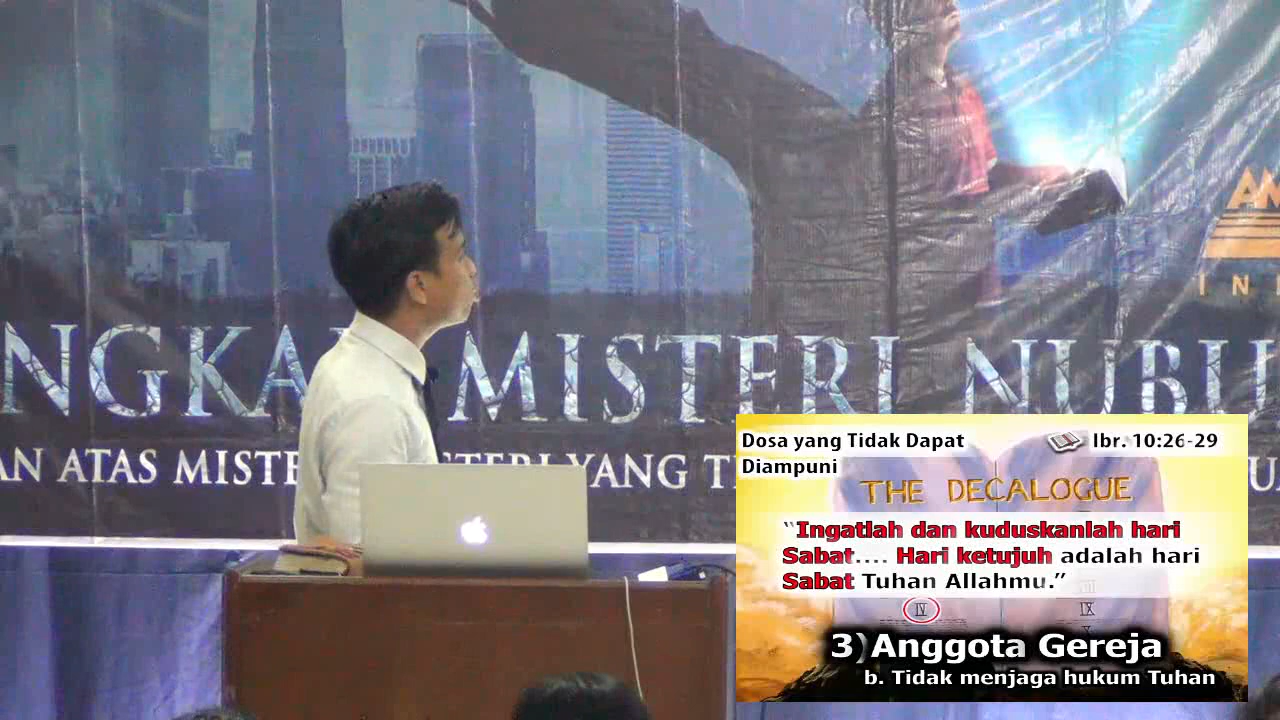 NGKA MISTERI NUBU
AN ATAS MISTE
TERI YANG T
Dosa yang Tidak Dapat
Diampuni
Ibr. 10:26-29
THE DECALOGUE
“Ingatlah dan kuduskanlah hari
Sabat.... Hari ketujuh adalah hari
Sabat Tuhan Allahmu.”
IV
IX
3) Anggota Gereja
b. Tidak menjaga hukum Tuhan